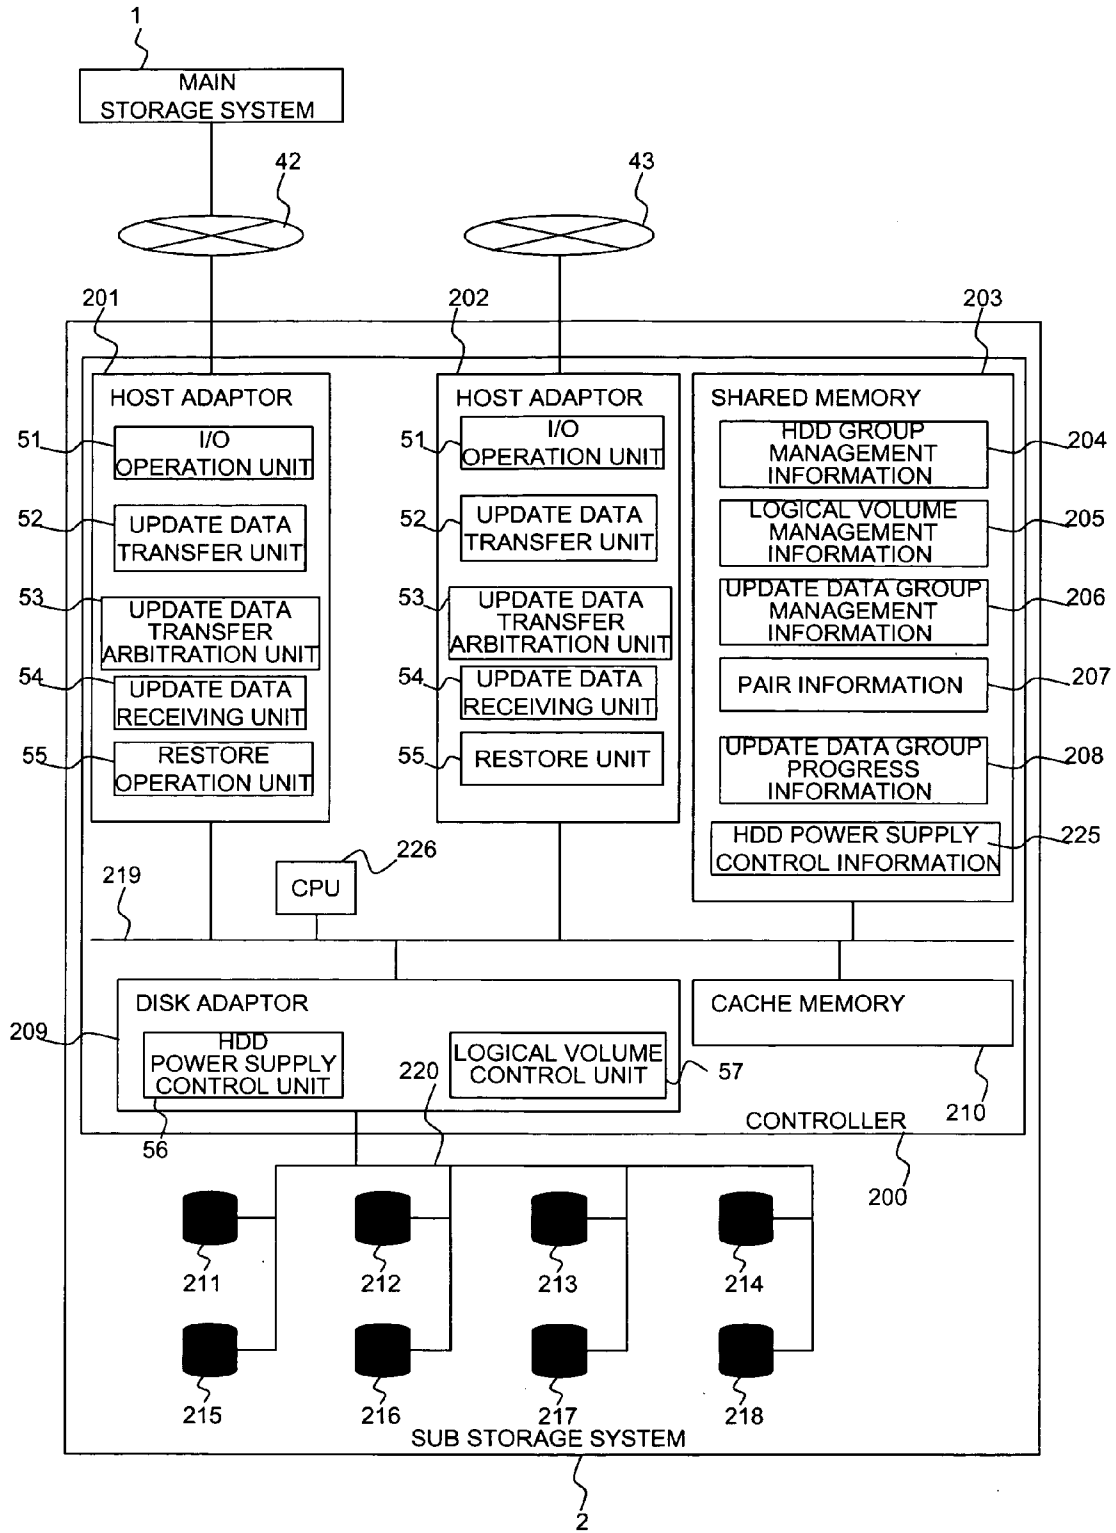 1
MAIN
STORAGE SYSTEM
42
43
201
202
203
HOST ADAPTOR
51
I/O
OPERATION UNIT
52
UPDATE DATA
TRANSFER UNIT
53
UPDATE DATA
TRANSFER
ARBITRATION UNIT
54
UPDATE DATA
RECEIVING UNIT
55
RESTORE
OPERATION UNIT
HOST ADAPTOR
51
I/O
OPERATION UNIT
52
UPDATE DATA
TRANSFER UNIT
53
UPDATE DATA
TRANSFER
ARBITRATION UNIT
54
UPDATE DATA
RECEIVING UNIT
55
RESTORE UNIT
SHARED MEMORY
HDD GROUP
MANAGEMENT
INFORMATION
204
LOGICAL VOLUME
MANAGEMENT
INFORMATION
205
UPDATE DATA GROUP
MANAGEMENT
INFORMATION
206
PAIR INFORMATION
207
UPDATE DATA GROUP
PROGRESS
INFORMATION
208
HDD POWER SUPPLY
CONTROL INFORMATION
225
219
CPU
226
DISK ADAPTOR
209
HDD
POWER SUPPLY
CONTROL UNIT
56
LOGICAL VOLUME
CONTROL UNIT
57
220
CACHE MEMORY
210
CONTROLLER
200
211
212
213
214
215
216
217
218
SUB STORAGE SYSTEM
2